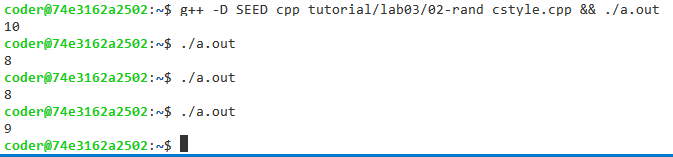 coder@74e3162a2502:~$ g++ -D SEED cpp tutorial/lab03/02-rand cstyle.cpp && ./a.out
10
coder@74e3162a2502:~$ ./a.out
8
coder@74e3162a2502:~$ ./a.out
8
coder@74e3162a2502:~$ ./a.out
9
coder@74e3162a2502:~$